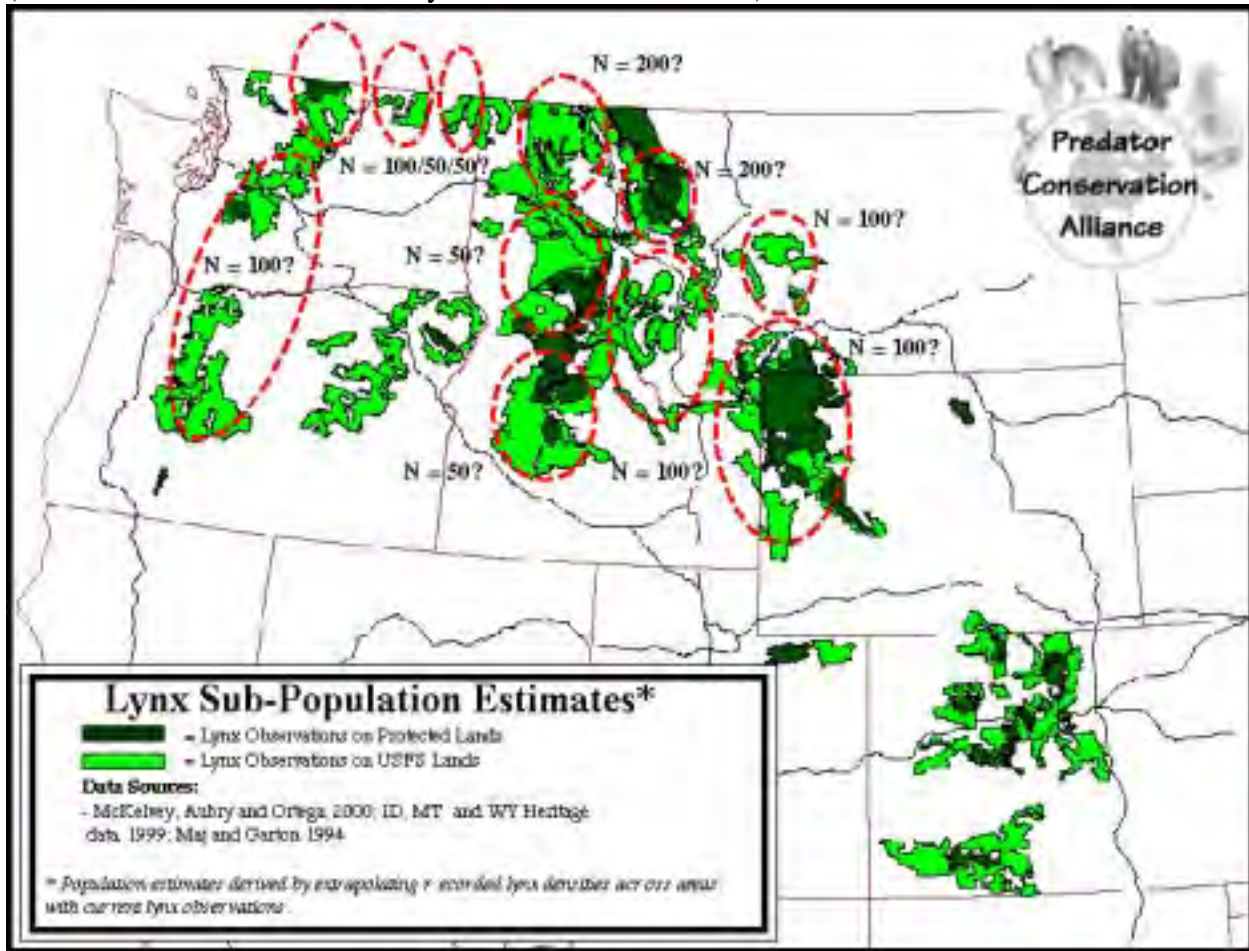 N = 200?
Predator
Conservation
Alliance
N = 100/50/50?
N = 200?
N = 100?
N = 50?
N = 100?
N = 100?
N = 50?
N = 100?
Lynx Sub-Population Estimates*
= Lynx Observations on Protected Lands
= Lynx Observations on USFS Lands
Data Sources:
- McKelvey, Aubry and Ortega, 2000; ID, MT and WY Heritage
data, 1999; Maj and Garton 1994
* Population estimates derived by extrapolating r ecorded lynx densities acr oss areas
with current lynx observations.